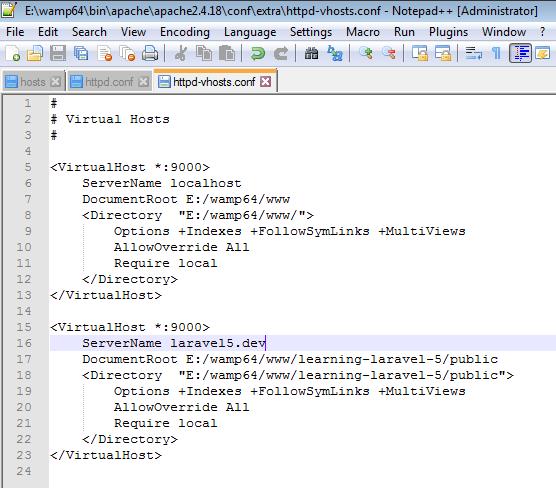 E:\wamp64\bin\apache\apache2.4.18\conf\extra\httpd-vhosts.conf - Notepad++ [Administrator]
File Edit Search View Encoding Language Settings Macro Run Plugins Window ?
hosts httpd.conf httpd-vhosts.conf
1 #
2 # Virtual Hosts
3 #
4
5 <VirtualHost *:9000>
6     ServerName localhost
7     DocumentRoot E:/wamp64/www
8     <Directory  "E:/wamp64/www/">
9         Options +Indexes +FollowSymLinks +MultiViews
10         AllowOverride All
11         Require local
12     </Directory>
13 </VirtualHost>
14
15 <VirtualHost *:9000>
16     ServerName laravel5.dev
17     DocumentRoot E:/wamp64/www/learning-laravel-5/public
18     <Directory  "E:/wamp64/www/learning-laravel-5/public">
19         Options +Indexes +FollowSymLinks +MultiViews
20         AllowOverride All
21         Require local
22     </Directory>
23 </VirtualHost>
24